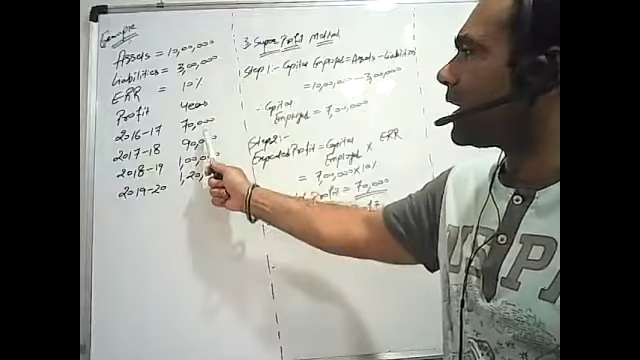 Example
Assets = 10,00,000
Liabilities = 3,00,000
ERR = 10%
Profit Years
2016-17 70,000
2017-18 90,000
2018-19 1,00,0
2019-20 1,20,
3, Super Profit Method
Step 1:- Capital Employed = Assets - Liabilities
= 10,00,000 - 3,00,000
∴ Capital
Employed = 7,00,000
Step 2:-
Expected Profit = Capital
Employed × ERR
= 7,00,000 × 10%
Profit = 70,000